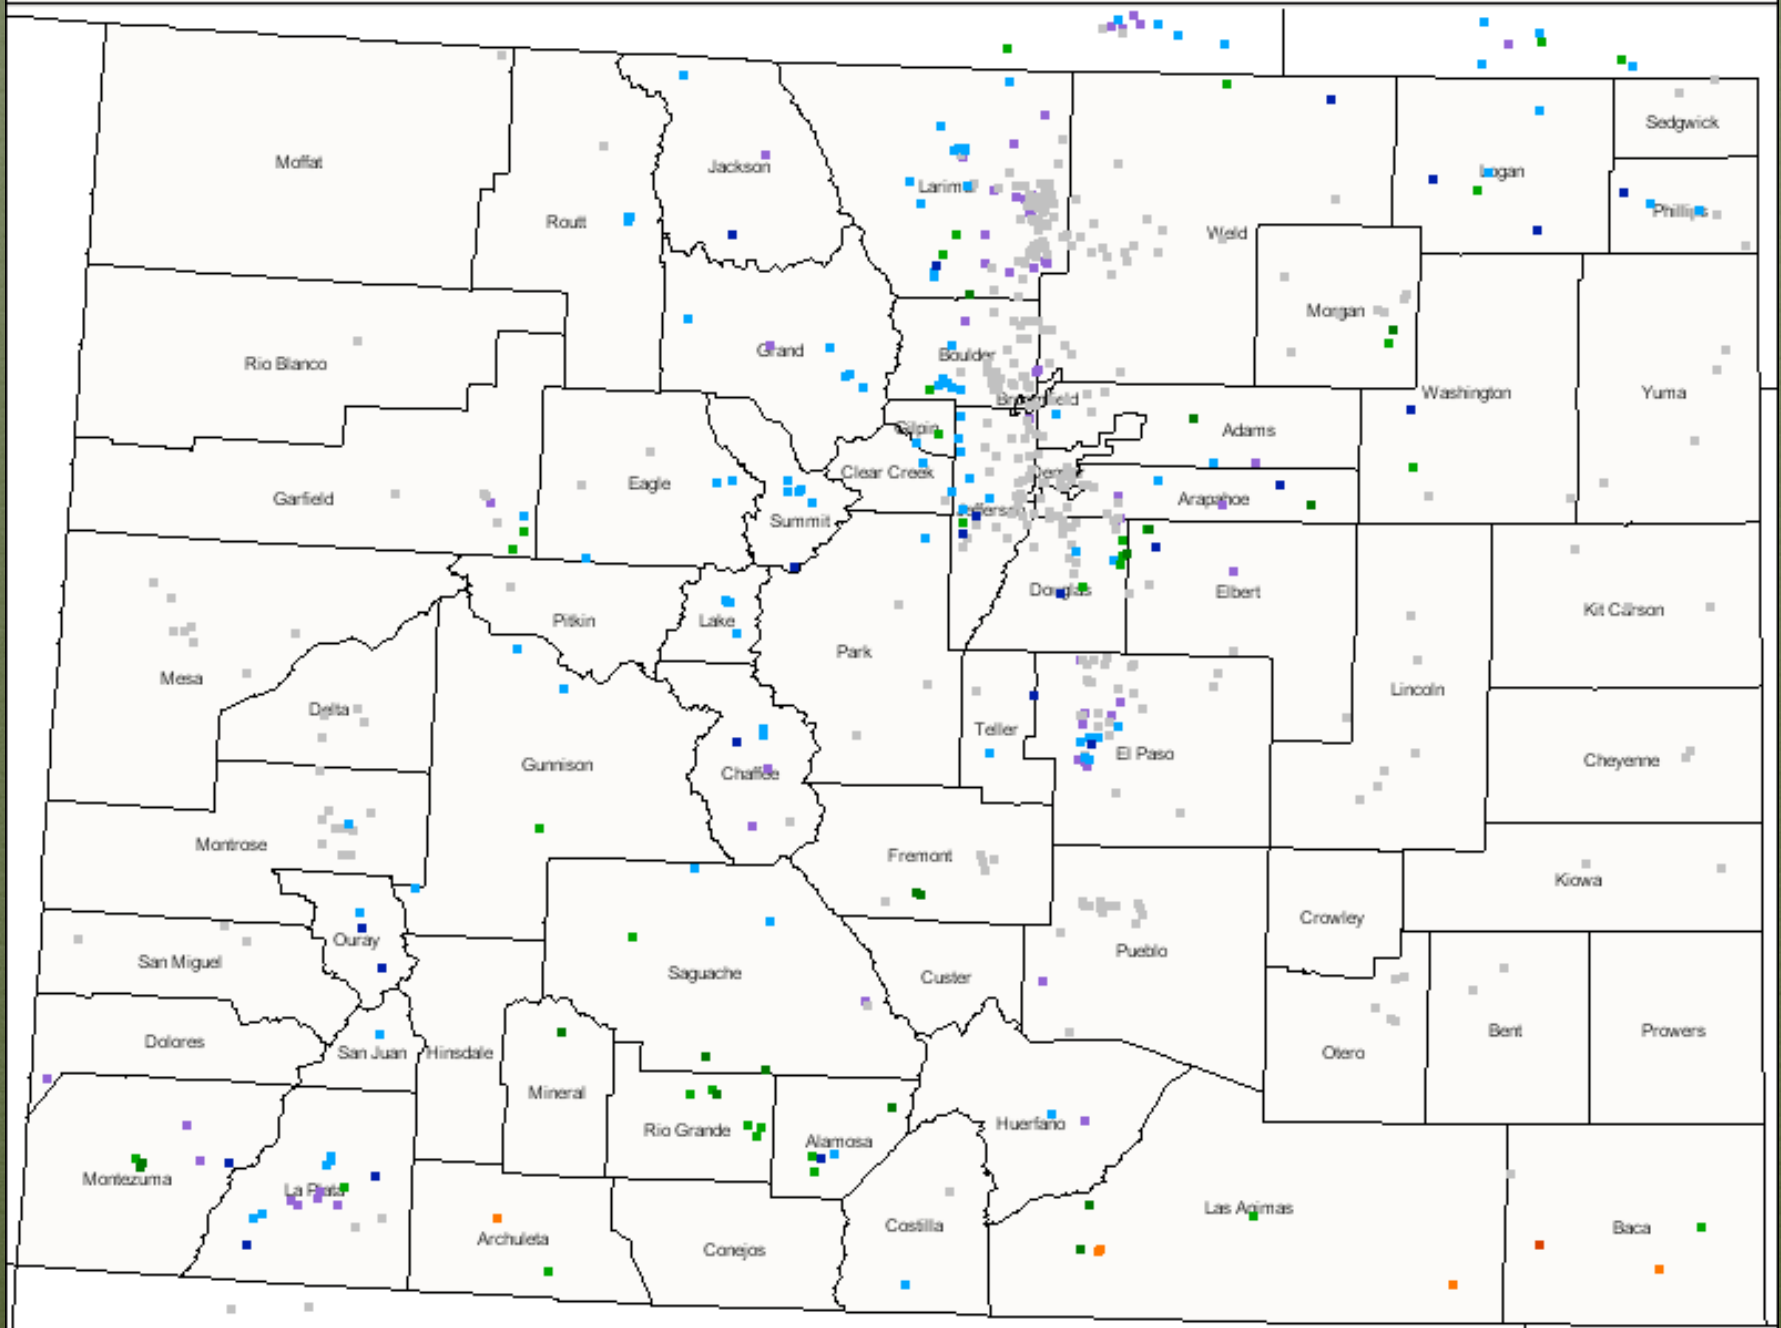 Sedgwick
Moffat
Jackson
Logan
Larimer
Phillips
Routt
Weld
Morgan
Grand
Boulder
Rio Blanco
Washington
Yuma
Broomfield
Gilpin
Adams
Clear Creek
Denver
Eagle
Garfield
Arapahoe
Jefferson
Summit
Douglas
Elbert
Kit Carson
Pitkin
Lake
Park
Mesa
Lincoln
Delta
Teller
El Paso
Cheyenne
Gunnison
Chaffee
Montrose
Fremont
Kiowa
Crowley
Ouray
Pueblo
San Miguel
Saguache
Custer
Bent
Prowers
Dolores
San Juan
Hinsdale
Otero
Mineral
Huerfano
Rio Grande
Alamosa
Montezuma
La Plata
Las Animas
Costilla
Baca
Archuleta
Conejos